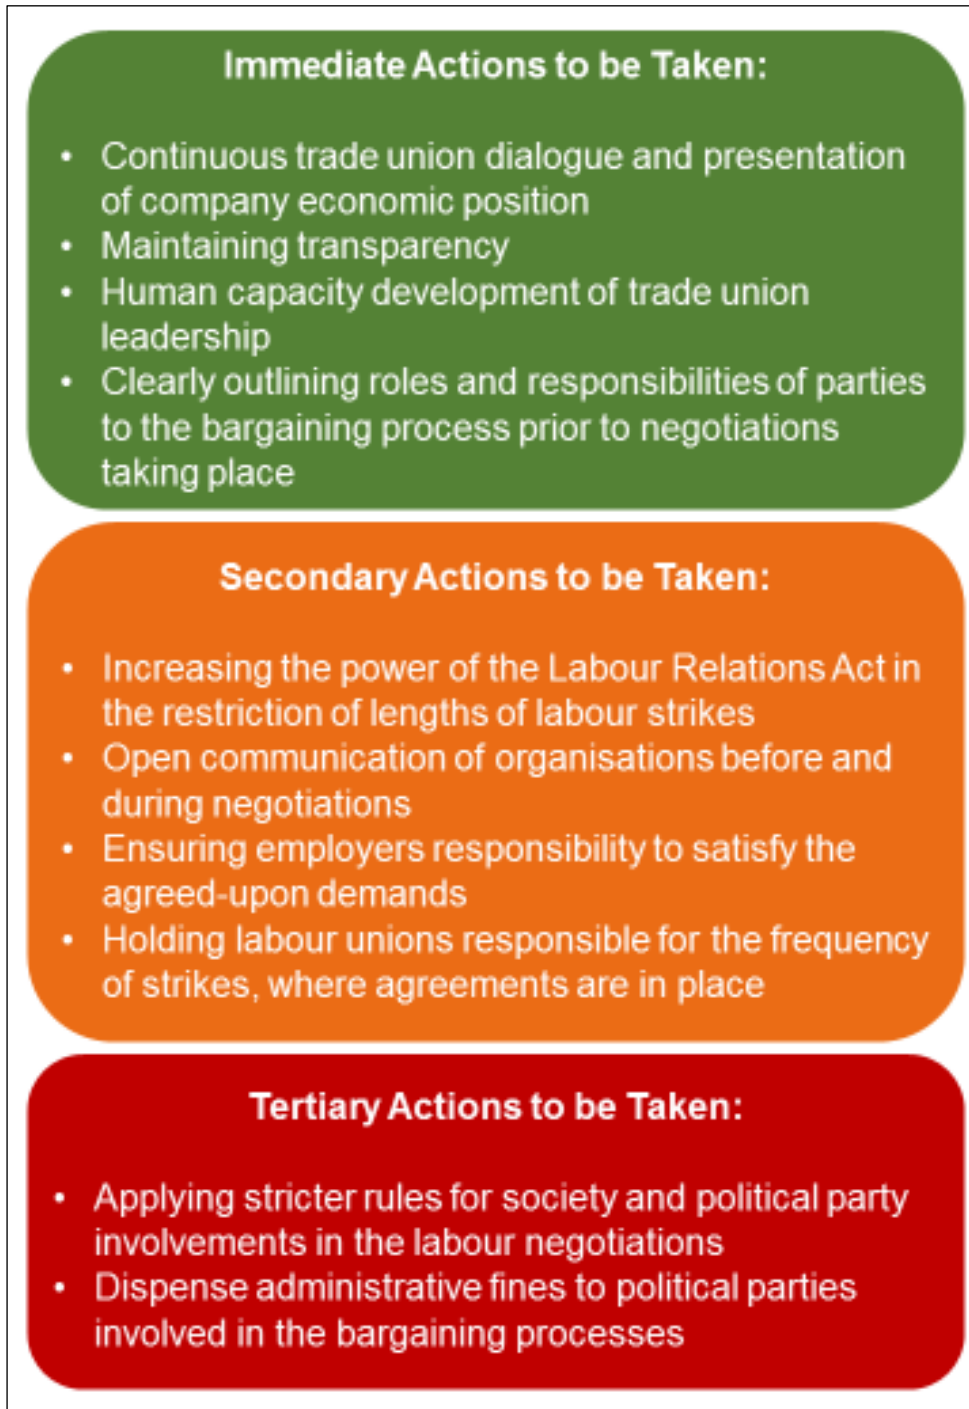 Immediate Actions to be Taken:
• Continuous trade union dialogue and presentation
of company economic position
• Maintaining transparency
• Human capacity development of trade union
leadership
• Clearly outlining roles and responsibilities of parties
to the bargaining process prior to negotiations
taking place
Secondary Actions to be Taken:
• Increasing the power of the Labour Relations Act in
the restriction of lengths of labour strikes
• Open communication of organisations before and
during negotiations
• Ensuring employers responsibility to satisfy the
agreed-upon demands
• Holding labour unions responsible for the frequency
of strikes, where agreements are in place
Tertiary Actions to be Taken:
• Applying stricter rules for society and political party
involvements in the labour negotiations
• Dispense administrative fines to political parties
involved in the bargaining processes